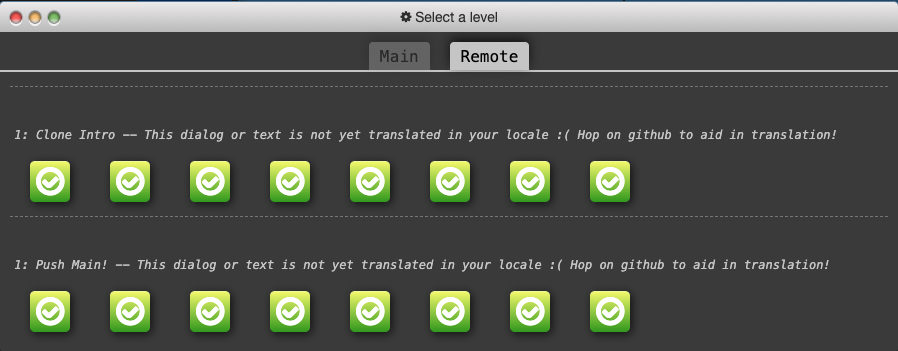 Select a level
Main
Remote
1: Clone Intro -- This dialog or text is not yet translated in your locale :( Hop on github to aid in translation!
1: Push Main! -- This dialog or text is not yet translated in your locale :( Hop on github to aid in translation!